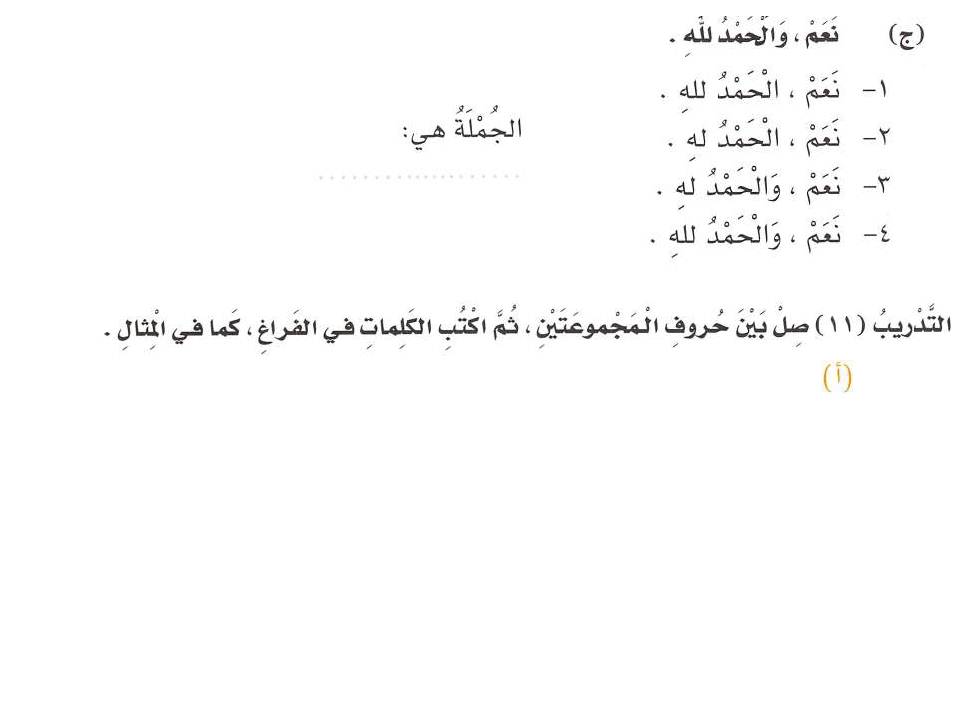 (ج) نَعَمْ ، وَالْحَمْدُ للهِ .
١- نَعَمْ ، الْحَمْدُ للهِ .
٢- نَعَمْ ، الْحَمْدُ لهِ .
الجُمْلَةُ هي:
٣- نَعَمْ ، وَالْحَمْدُ لهِ .
....................
٤- نَعَمْ ، وَالْحَمْدُ للهِ .
التَّدْريبُ (١١) صِلْ بَيْنَ حُروفِ الْمَجْموعَتَيْنِ ، ثُمَّ اكْتُبِ الكَلِماتِ في الفَراغِ ، كَما في الْمِثالِ .
(أ)